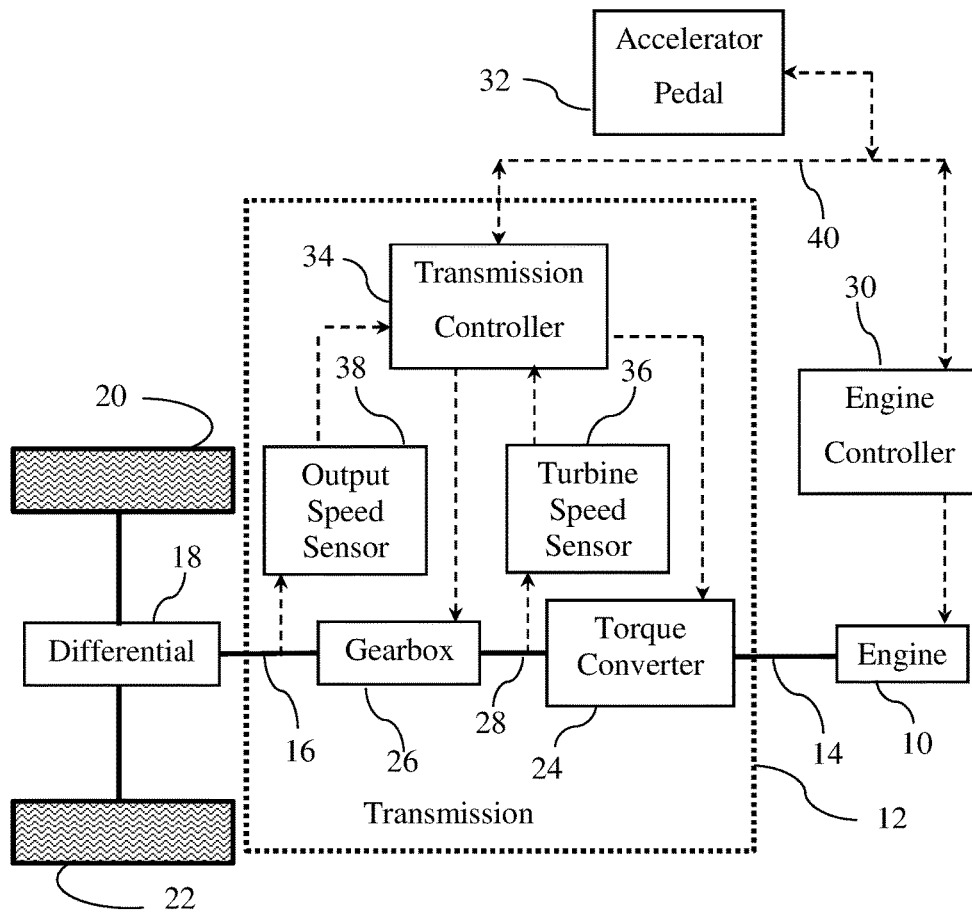 Accelerator
Pedal
32
40
34
Transmission
Controller
30
38
36
20
Engine
Controller
Output
Speed
Sensor
Turbine
Speed
Sensor
18
Differential
Gearbox
Torque
Converter
Engine
16
26
28
24
14
10
Transmission
12
22